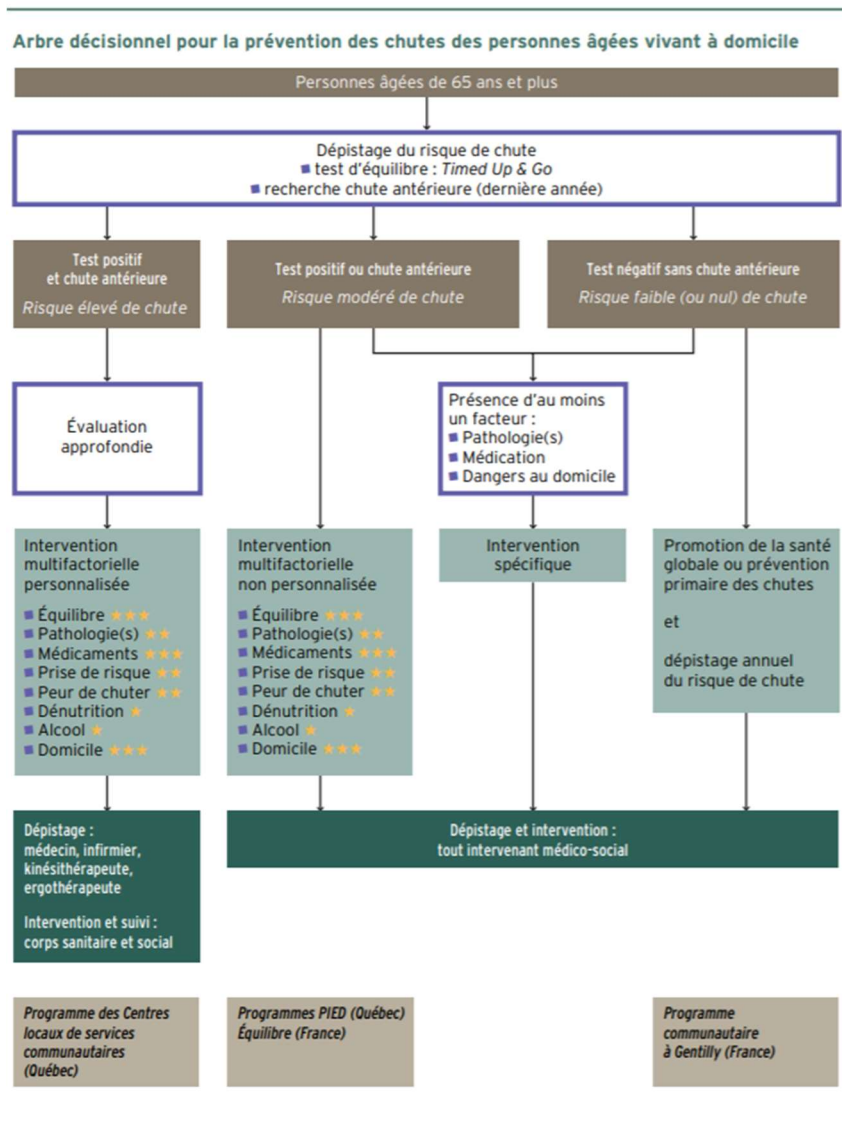 Arbre décisionnel pour la prévention des chutes des personnes âgées vivant à domicile
Personnes âgées de 65 ans et plus
Dépistage du risque de chute
■ test d'équilibre : Timed Up & Go
■ recherche chute antérieure (dernière année)
Test positif
et chute antérieure
Risque élevé de chute
Test positif ou chute antérieure
Risque modéré de chute
Test négatif sans chute antérieure
Risque faible (ou nul) de chute
Évaluation
approfondie
Présence d'au moins
un facteur :
■ Pathologie(s)
■ Médication
■ Dangers au domicile
Intervention
multifactorielle
personnalisée
■ Équilibre ★★★
■ Pathologie(s) ★★
■ Médicaments ★★★
■ Prise de risque ★★
■ Peur de chuter ★★
■ Dénutrition ★
■ Alcool ★
■ Domicile ★★★
Intervention
multifactorielle
non personnalisée
■ Équilibre ★★★
■ Pathologie(s) ★★
■ Médicaments ★★★
■ Prise de risque ★★
■ Peur de chuter ★★
■ Dénutrition ★
■ Alcool ★
■ Domicile ★★★
Intervention
spécifique
Promotion de la santé
globale ou prévention
primaire des chutes
et
dépistage annuel
du risque de chute
Dépistage :
médecin, infirmier,
kinésithérapeute,
ergothérapeute
Intervention et suivi :
corps sanitaire et social
Dépistage et intervention :
tout intervenant médico-social
Programme des Centres
locaux de services
communautaires
(Québec)
Programmes PIED (Québec)
Équilibre (France)
Programme
communautaire
à Gentilly (France)